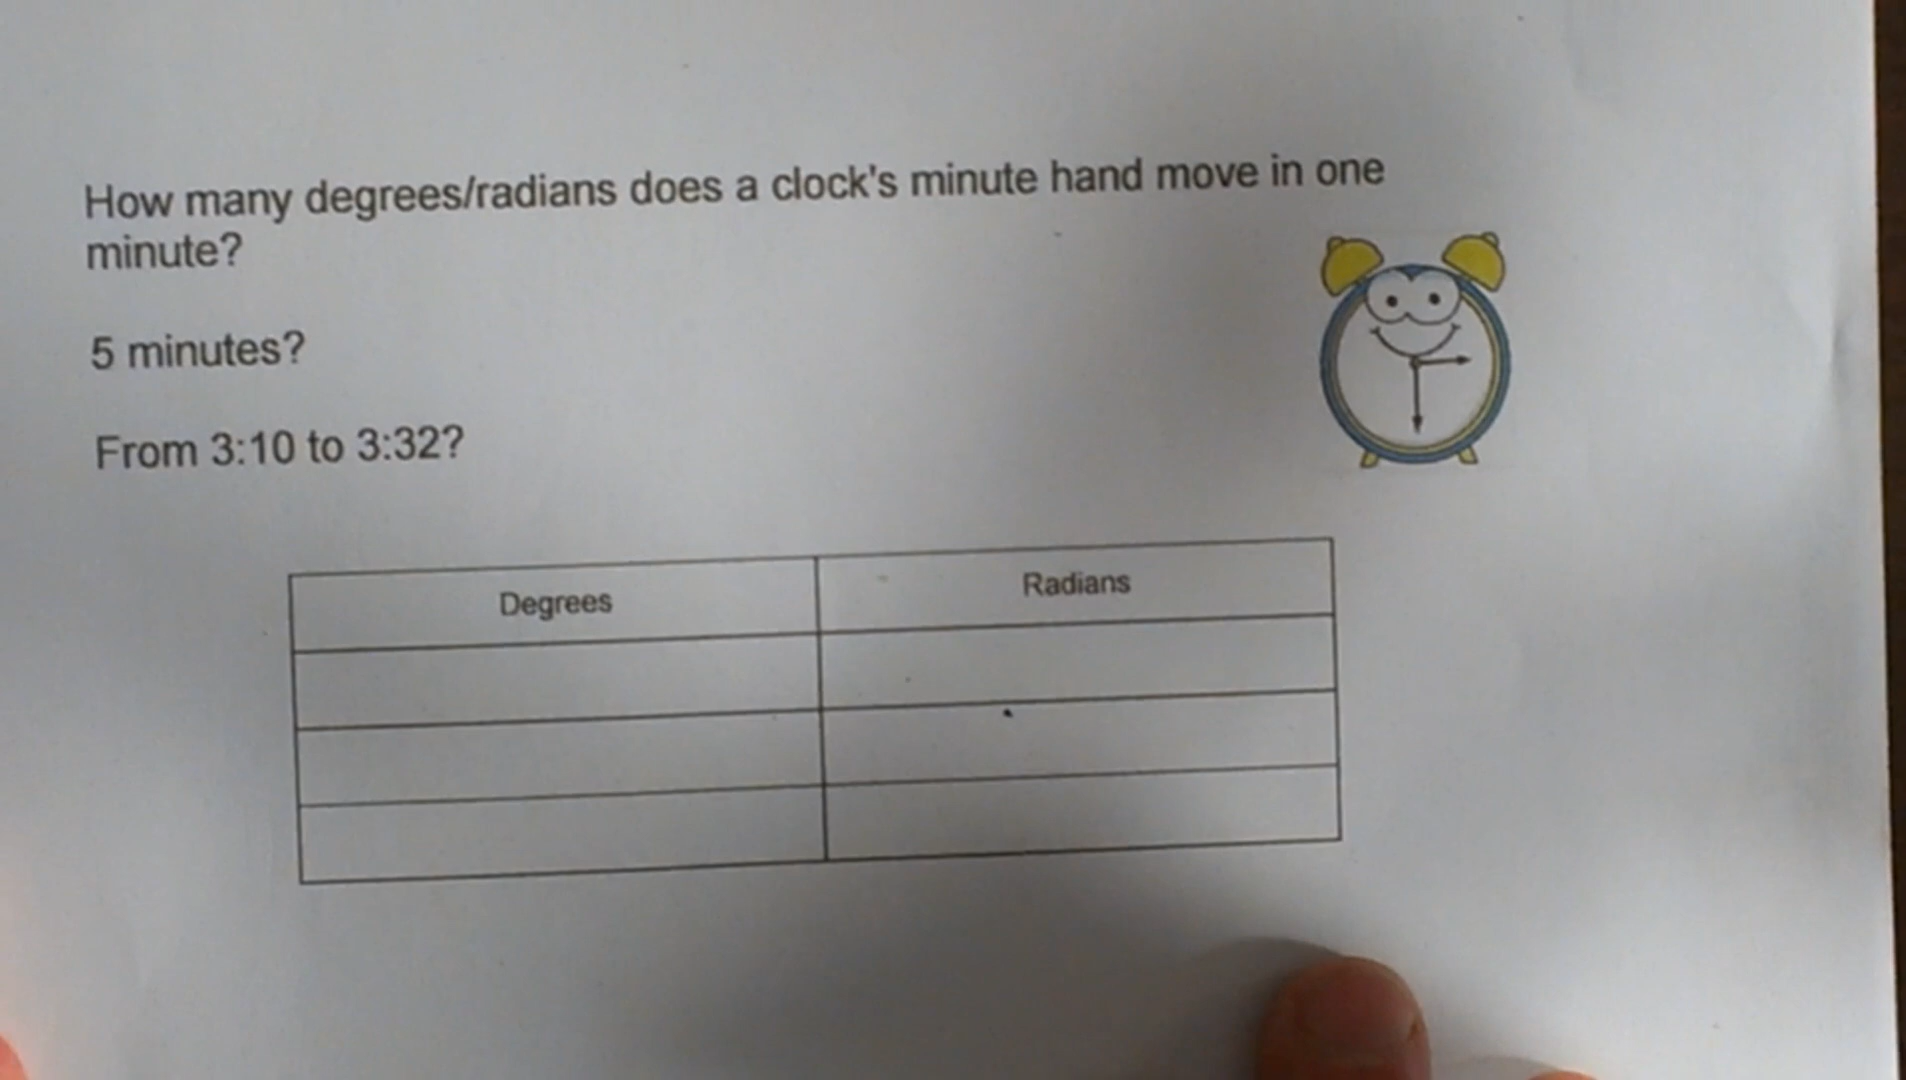 How many degrees/radians does a clock's minute hand move in one
minute?
5 minutes?
From 3:10 to 3:32?
Degrees
Radians